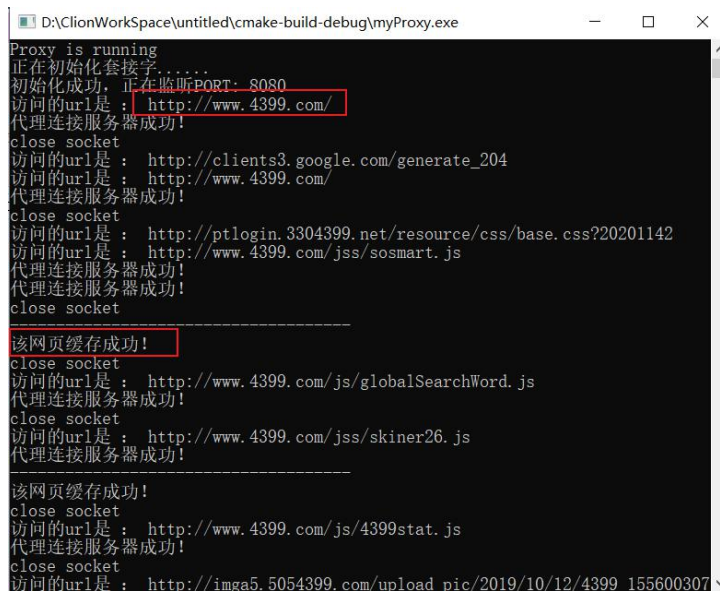 D:\ClionWorkSpace\untitled\cmake-build-debug\myProxy.exe
Proxy is running
正在初始化套接字......
初始化成功, 正在监听PORT: 8080
访问的url是 : http://www.4399.com/
代理连接服务器成功!
close socket
访问的url是 : http://clients3.google.com/generate_204
访问的url是 : http://www.4399.com/
代理连接服务器成功!
close socket
访问的url是 : http://ptlogin.3304399.net/resource/css/base.css?20201142
访问的url是 : http://www.4399.com/jss/sosmart.js
代理连接服务器成功!
代理连接服务器成功!
close socket
-------------------------------------
该网页缓存成功!
close socket
访问的url是 : http://www.4399.com/js/globalSearchWord.js
代理连接服务器成功!
close socket
访问的url是 : http://www.4399.com/jss/skiner26.js
代理连接服务器成功!
-------------------------------------
该网页缓存成功!
close socket
访问的url是 : http://www.4399.com/js/4399stat.js
代理连接服务器成功!
close socket
访问的url是 : http://imga5.5054399.com/upload_pic/2019/10/12/4399_155600307